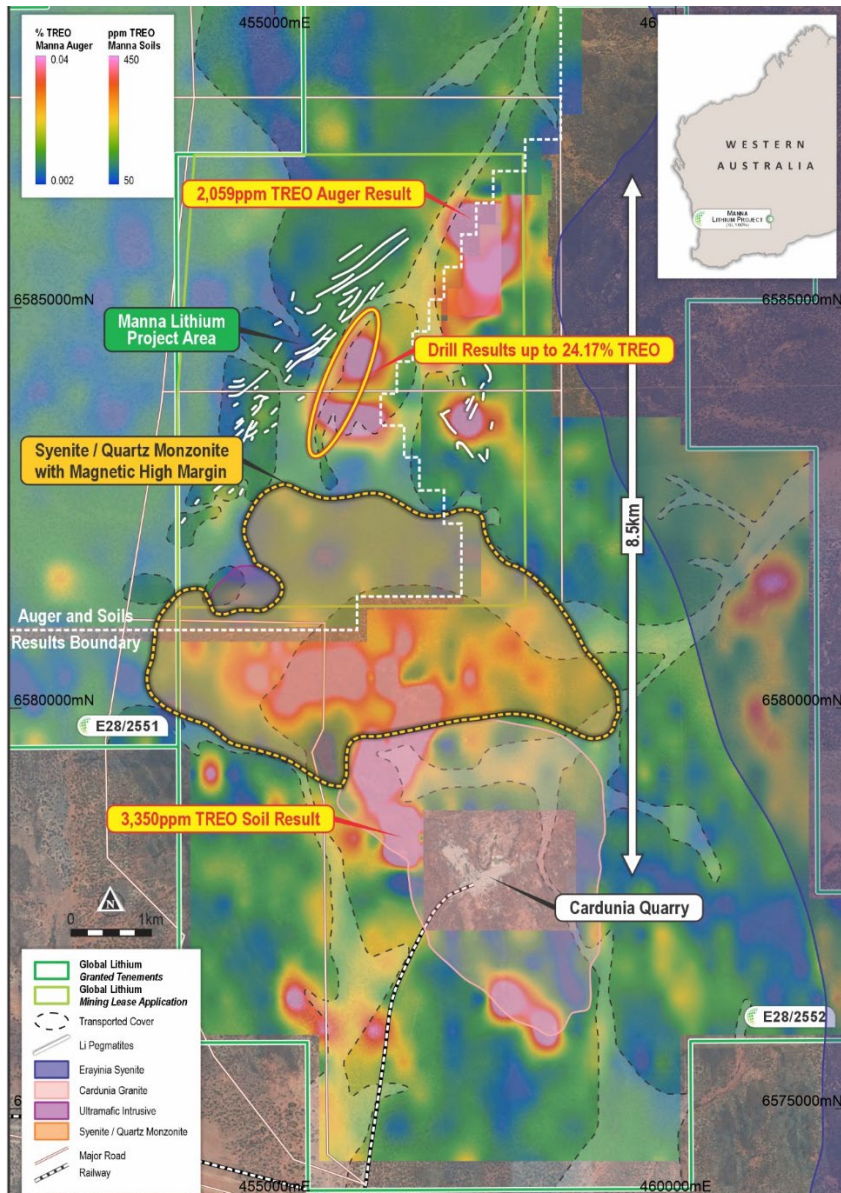 455000mE
46
% TREO
Manna Auger
ppm TREO
Manna Soils
0.04
450
0.002
50
WESTERN
AUSTRALIA
MANNA
LITHIUM PROJECT
2,059ppm TREO Auger Result
6585000mN
6585000mN
Manna Lithium
Project Area
Drill Results up to 24.17% TREO
Syenite / Quartz Monzonite
with Magnetic High Margin
8.5km
Auger and Soils
Results Boundary
6580000mN
6580000mN
E28/2551
3,350ppm TREO Soil Result
Cardunia Quarry
N
0
1km
Global Lithium
Granted Tenements
Global Lithium
Mining Lease Application
Transported Cover
Li Pegmatites
Erayinia Syenite
Cardunia Granite
Ultramafic Intrusive
Syenite / Quartz Monzonite
Major Road
Railway
E28/2552
6575000mN
455000mE
460000mE